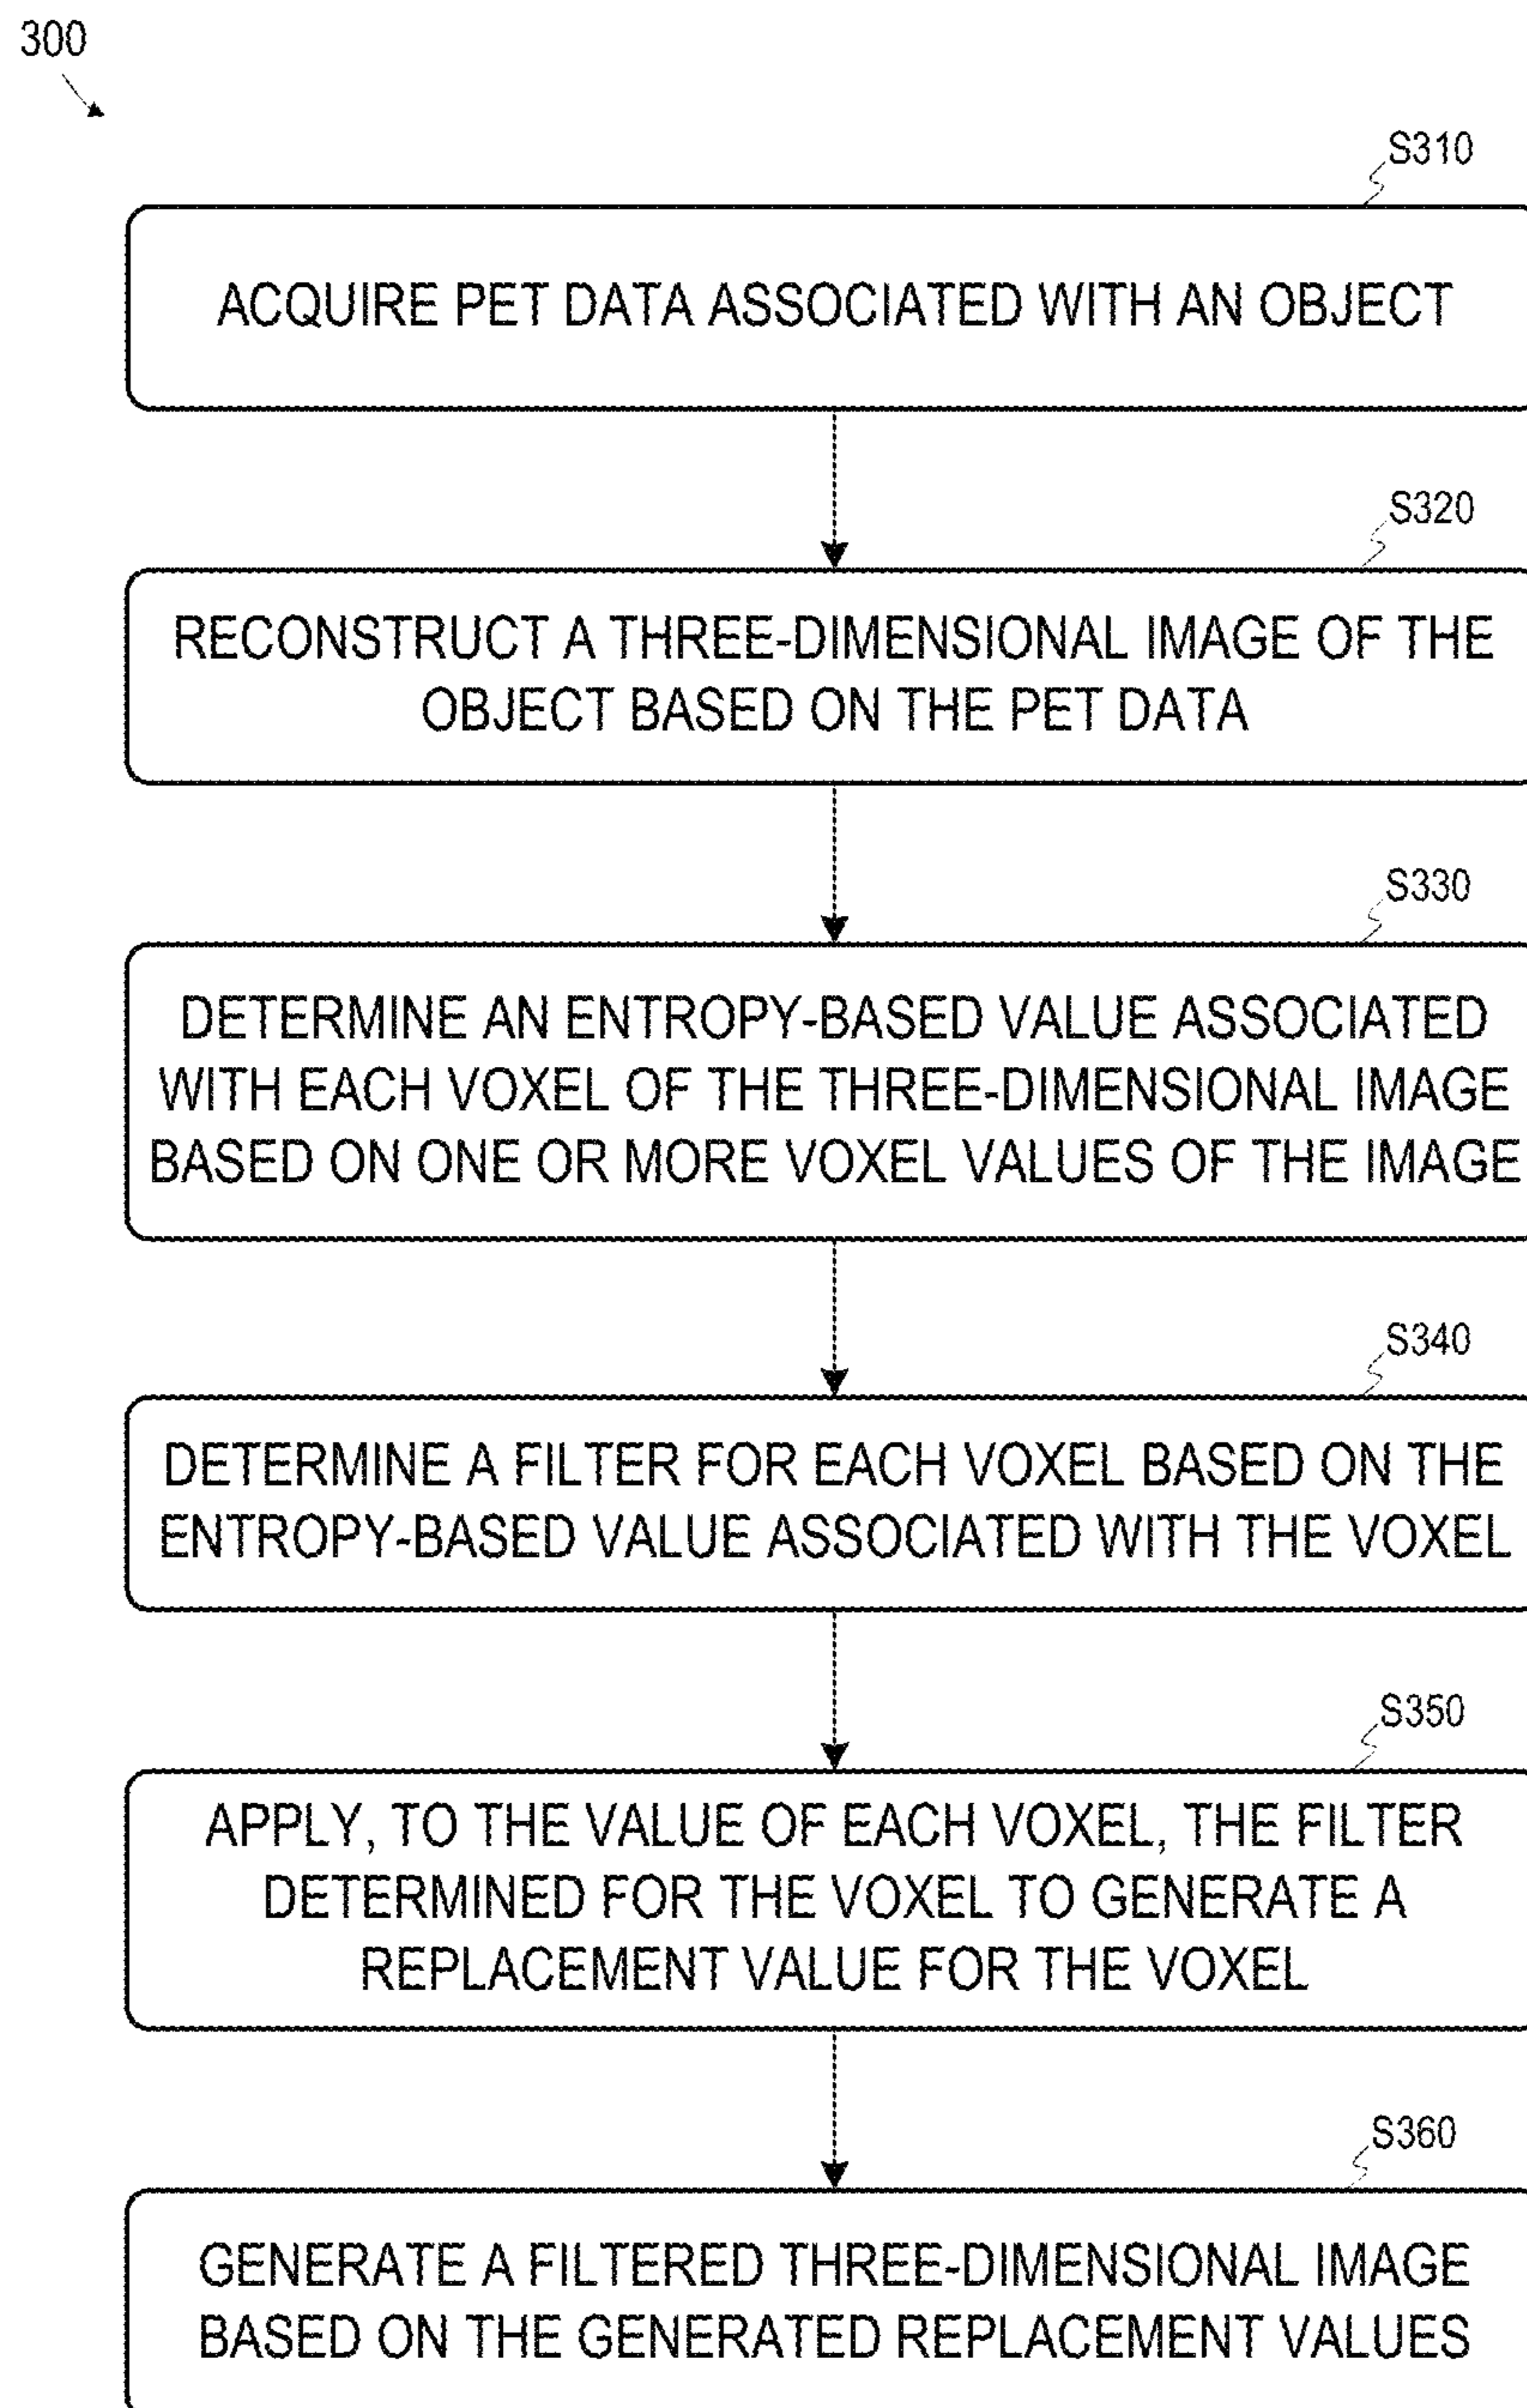 300
S310
ACQUIRE PET DATA ASSOCIATED WITH AN OBJECT
S320
RECONSTRUCT A THREE-DIMENSIONAL IMAGE OF THE
OBJECT BASED ON THE PET DATA
S330
DETERMINE AN ENTROPY-BASED VALUE ASSOCIATED
WITH EACH VOXEL OF THE THREE-DIMENSIONAL IMAGE
BASED ON ONE OR MORE VOXEL VALUES OF THE IMAGE
S340
DETERMINE A FILTER FOR EACH VOXEL BASED ON THE
ENTROPY-BASED VALUE ASSOCIATED WITH THE VOXEL
S350
APPLY, TO THE VALUE OF EACH VOXEL, THE FILTER
DETERMINED FOR THE VOXEL TO GENERATE A
REPLACEMENT VALUE FOR THE VOXEL
S360
GENERATE A FILTERED THREE-DIMENSIONAL IMAGE
BASED ON THE GENERATED REPLACEMENT VALUES